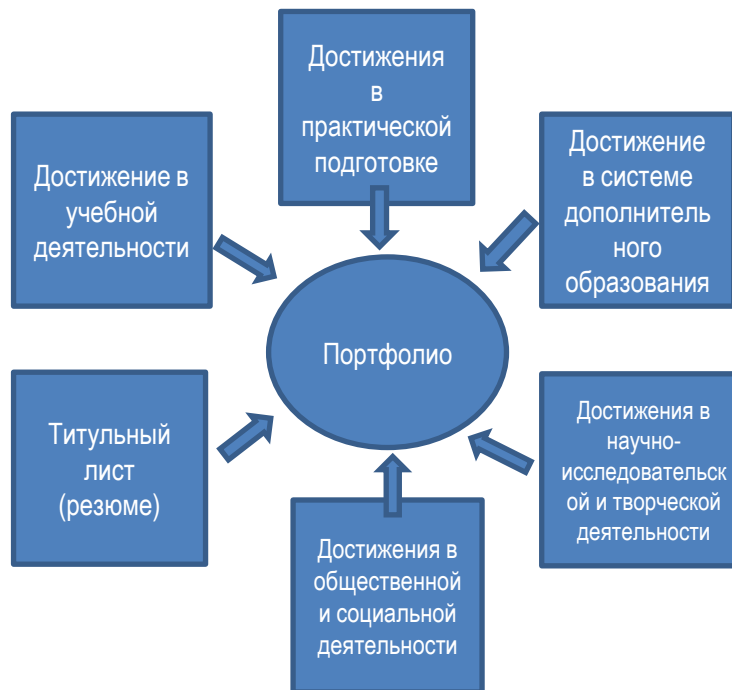 Достижения
в
практической
подготовке
Достижение в
учебной
деятельности
Достижение
в системе
дополнитель
ного
образования
Портфолио
Титульный
лист
(резюме)
Достижения в
научно-
исследовательск
ой и творческой
деятельности
Достижения в
общественной
и социальной
деятельности